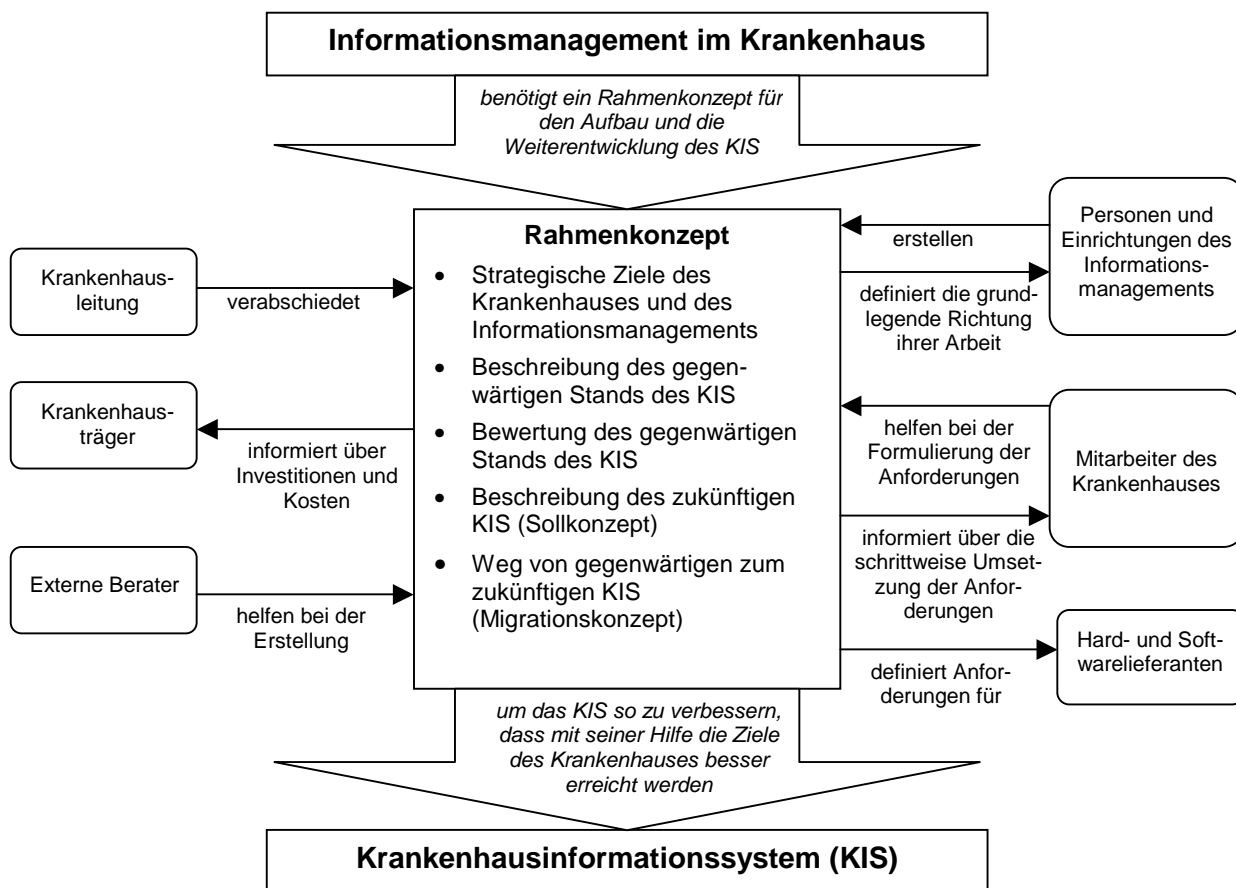 Informationsmanagement im Krankenhaus
benötigt ein Rahmenkonzept für
den Aufbau und die
Weiterentwicklung des KIS
Krankenhaus-
leitung
verabschiedet
Krankenhaus-
träger
informiert über
Investitionen und
Kosten
Externe Berater
helfen bei der
Erstellung
Rahmenkonzept
• Strategische Ziele des
Krankenhauses und des
Informationsmanagements
• Beschreibung des gegen-
wärtigen Stands des KIS
• Bewertung des gegenwärtigen
Stands des KIS
• Beschreibung des zukünftigen
KIS (Sollkonzept)
• Weg von gegenwärtigen zum
zukünftigen KIS
(Migrationskonzept)
erstellen
Personen und
Einrichtungen des
Informations-
managements
definiert die grund-
legende Richtung
ihrer Arbeit
helfen bei der
Formulierung der
Anforderungen
Mitarbeiter des
Krankenhauses
informiert über die
schrittweise Umset-
zung der Anfor-
derungen
Hard- und Soft-
warelieferanten
definiert Anfor-
derungen für
um das KIS so zu verbessern,
dass mit seiner Hilfe die Ziele
des Krankenhauses besser
erreicht werden
Krankenhausinformationssystem (KIS)